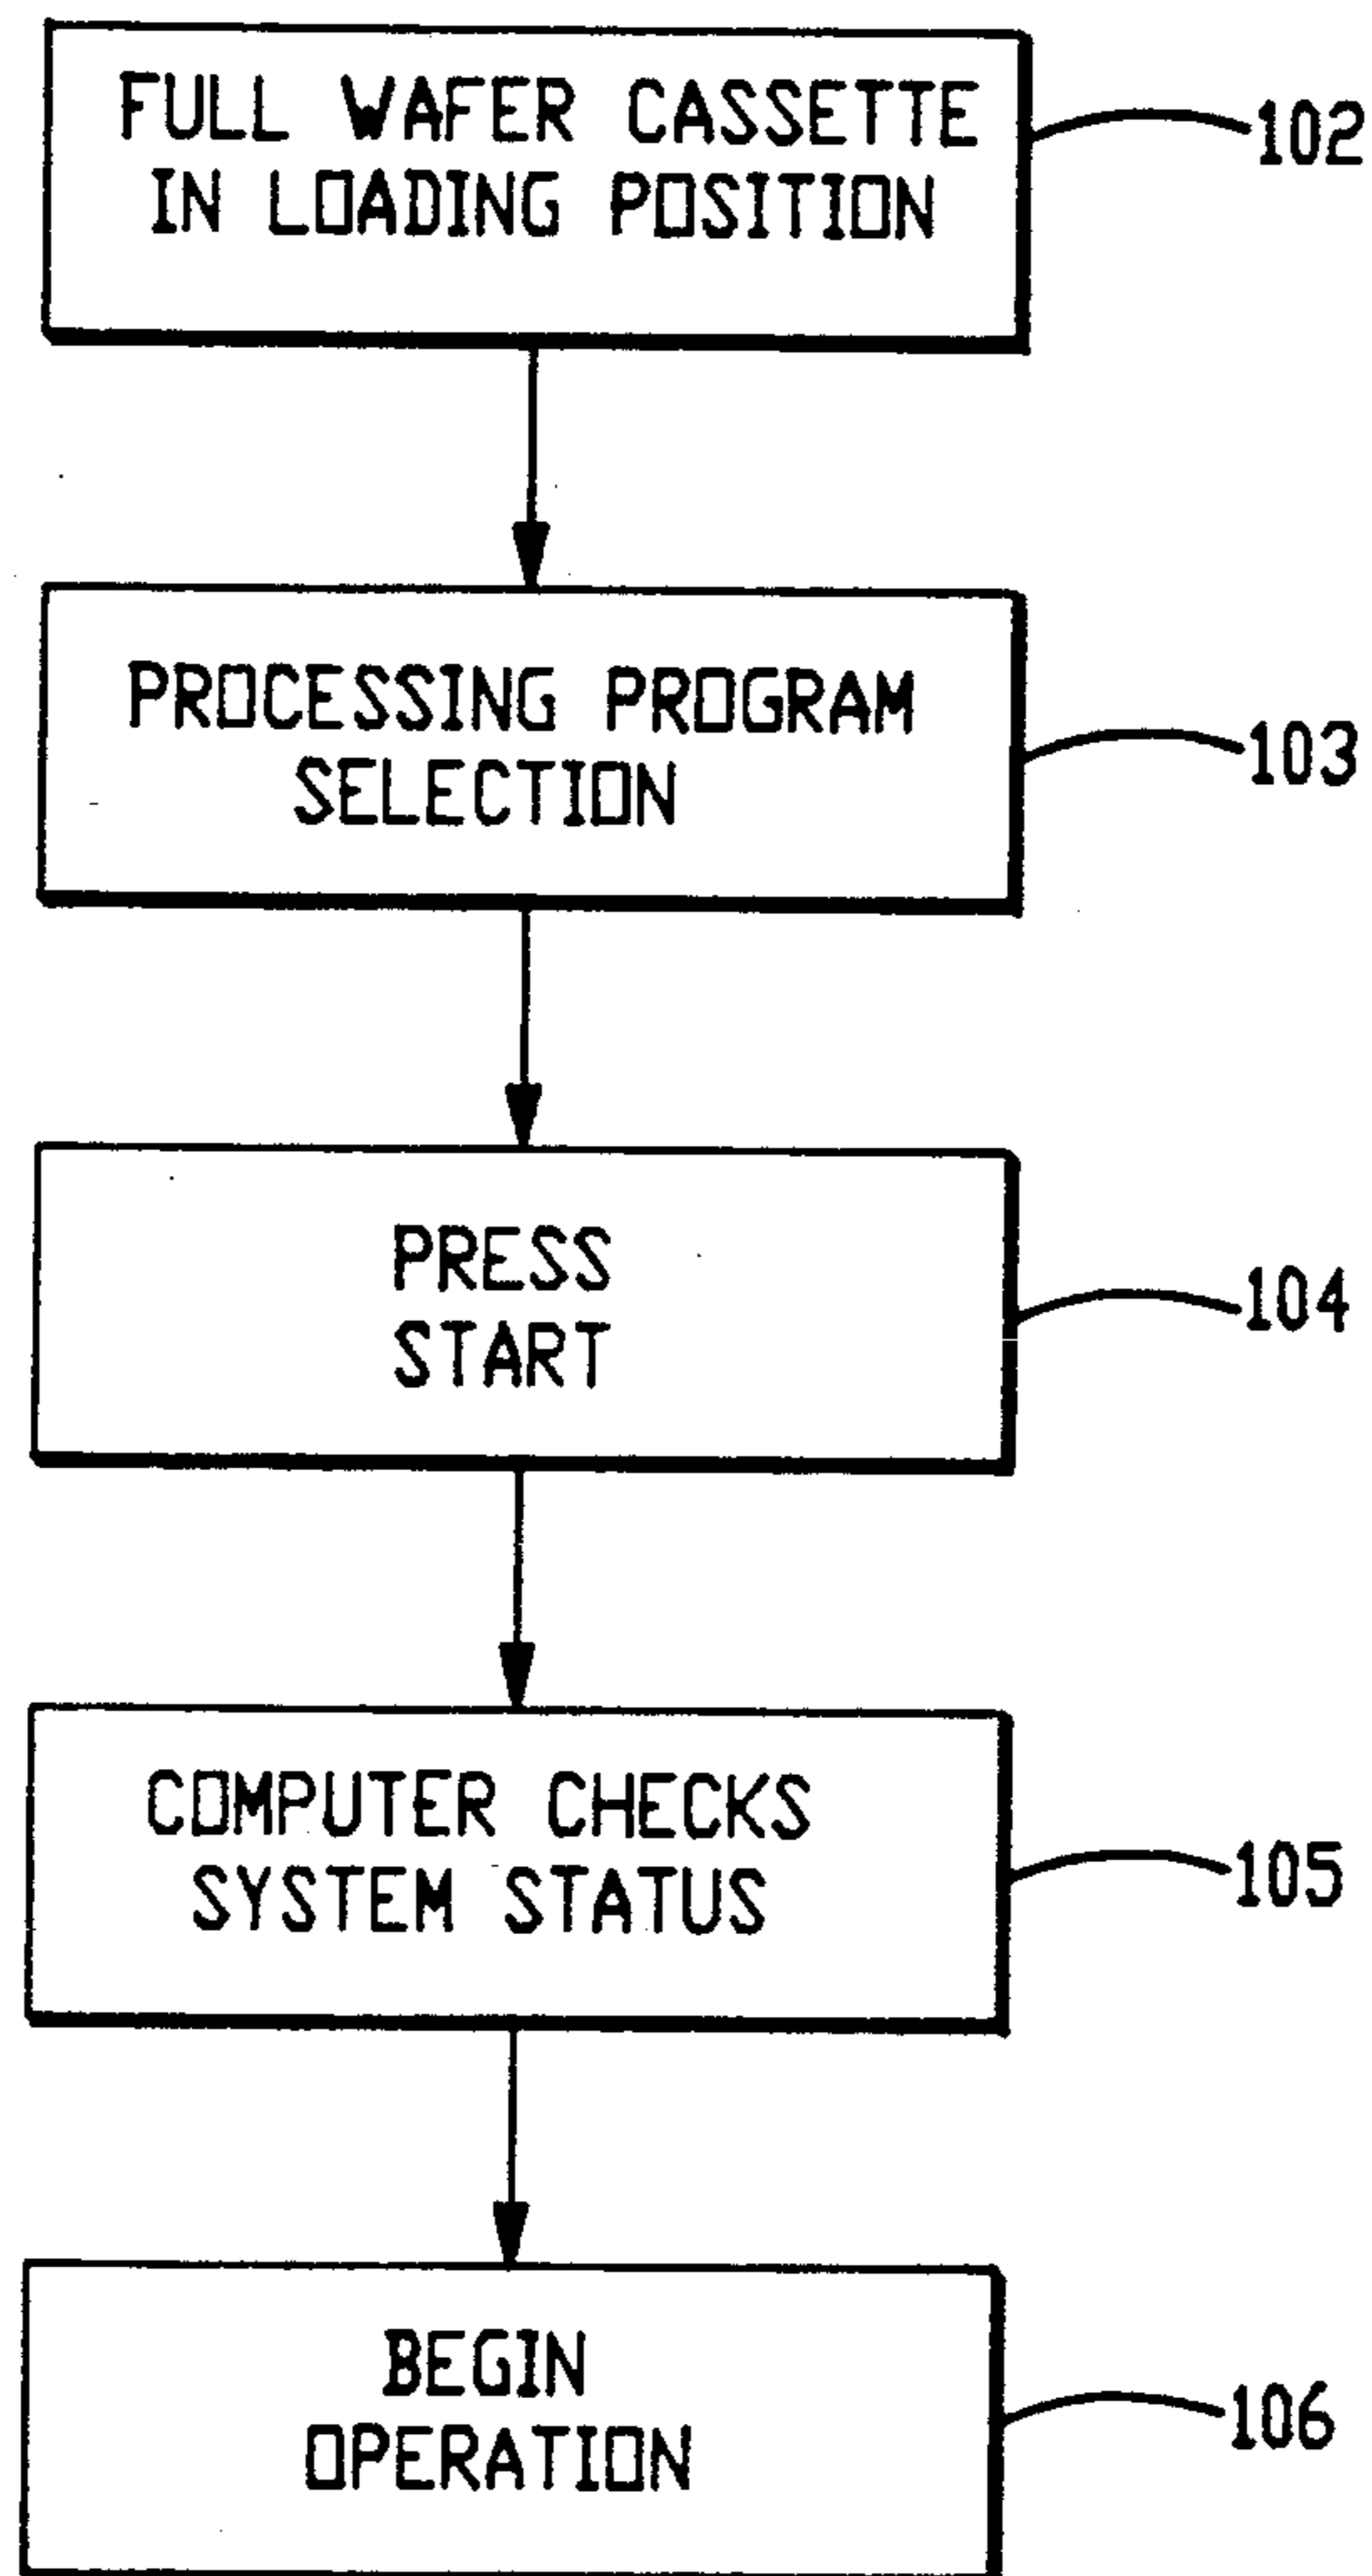 FULL WAFER CASSETTE
IN LOADING POSITION
102
PROCESSING PROGRAM
SELECTION
103
PRESS
START
104
COMPUTER CHECKS
SYSTEM STATUS
105
BEGIN
OPERATION
106